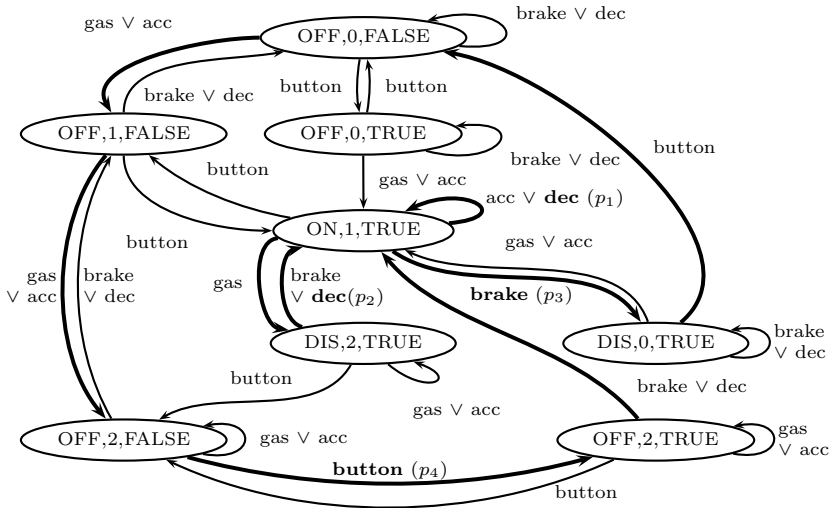 brake ∨ dec
gas ∨ acc
OFF,0,FALSE
button
button
brake ∨ dec
OFF,1,FALSE
OFF,0,TRUE
button
brake ∨ dec
button
gas ∨ acc
acc ∨ dec (p₁)
ON,1,TRUE
button
gas ∨ acc
gas
∨ acc
brake
∨ dec
gas
brake
∨ dec(p₂)
brake (p₃)
DIS,2,TRUE
DIS,0,TRUE
brake
∨ dec
button
gas ∨ acc
brake ∨ dec
OFF,2,FALSE
gas ∨ acc
OFF,2,TRUE
gas
∨ acc
button (p₄)
button